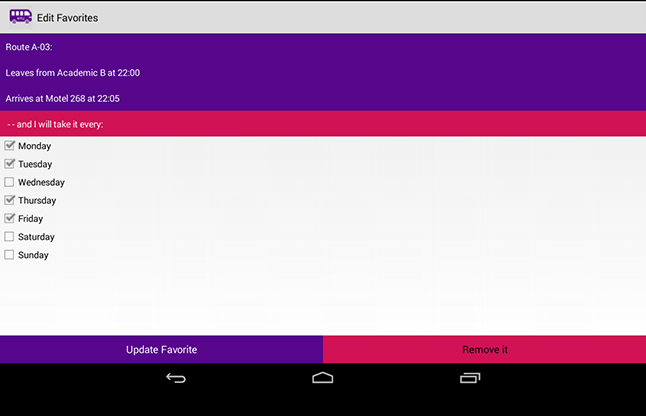 Edit Favorites
Route A-03:
Leaves from Academic B at 22:00
Arrives at Motel 268 at 22:05
-- and I will take it every:
Monday
Tuesday
Wednesday
Thursday
Friday
Saturday
Sunday
Update Favorite
Remove it